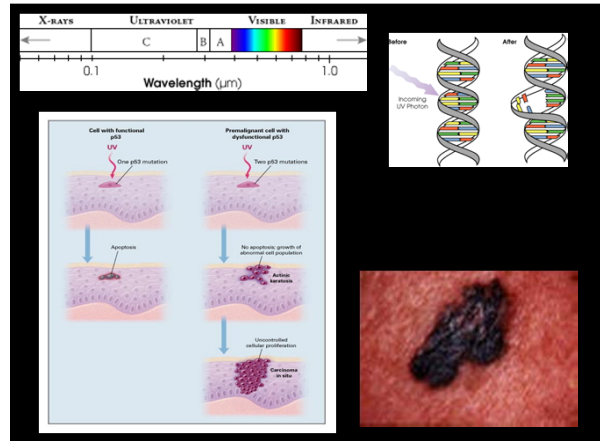 X-RAYS ULTRAVIOLET VISIBLE INFRARED
C B A
0.1 1.0
Wavelength (μm)
Before After
Incoming
UV Photon
Cell with functional
p53
UV
One p53 mutation
Apoptosis
Premalignant cell with
dysfunctional p53
UV
Two p53 mutations
No apoptosis; growth of
abnormal cell population
Actinic
keratosis
Uncontrolled
cellular proliferation
Carcinoma
in situ